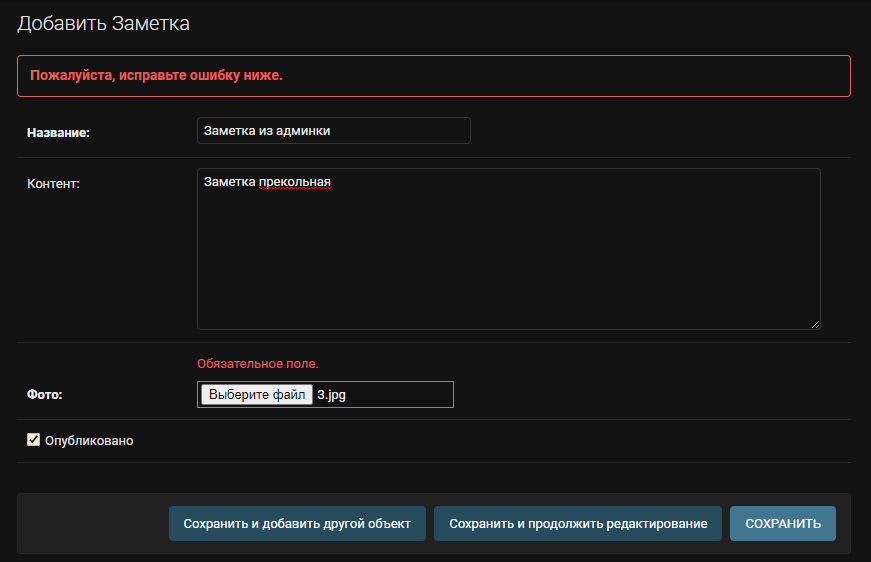 Добавить Заметка
Пожалуйста, исправьте ошибку ниже.
Название: Заметка из админки
Контент: Заметка прекольная
Обязательное поле.
Фото: Выберите файл 3.jpg
Опубликовано
Сохранить и добавить другой объект Сохранить и продолжить редактирование СОХРАНИТЬ